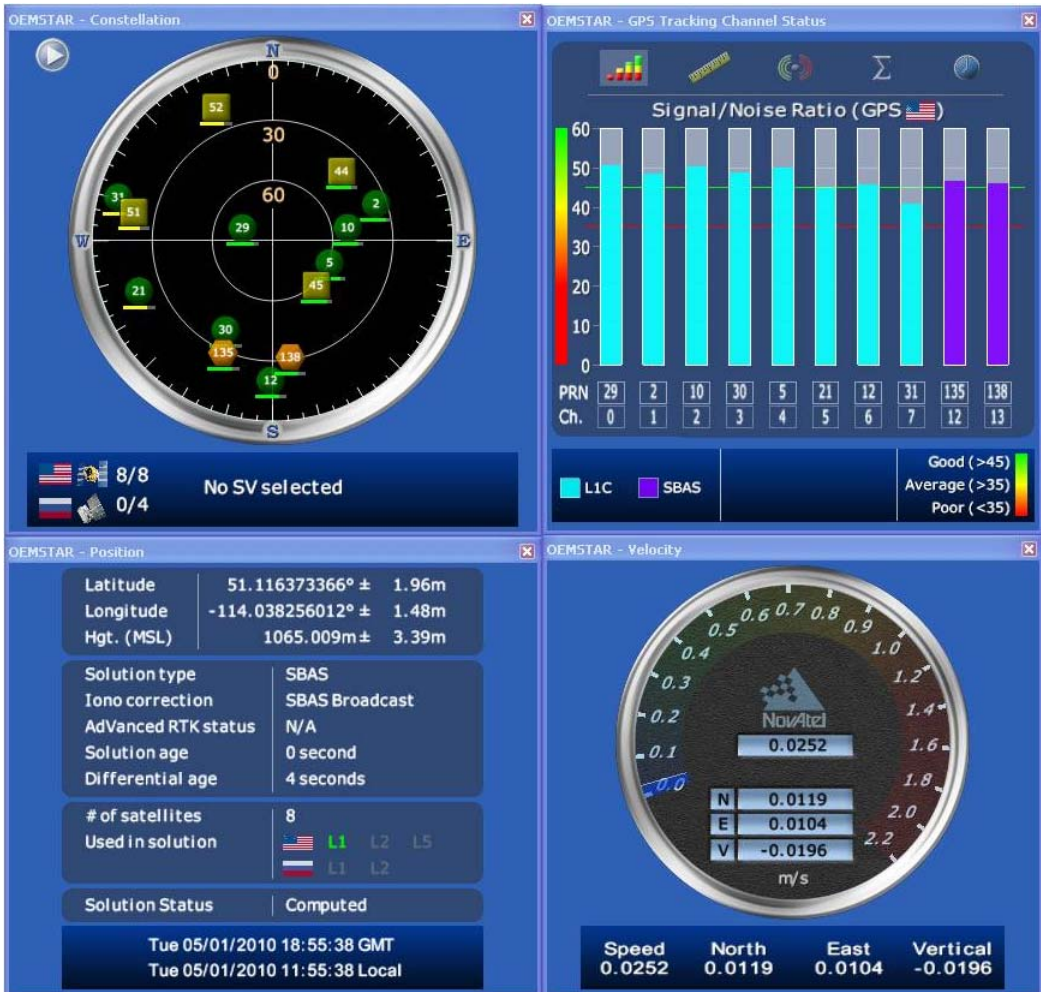 OEMSTAR - Constellation
N
0
30
60
W
E
S
52
44
31
51
2
29
10
5
45
21
30
135
138
12
8/8
0/4
No SV selected
OEMSTAR - GPS Tracking Channel Status
Σ
Signal/Noise Ratio (GPS )
60
50
40
30
20
10
0
PRN 29 2 10 30 5 21 12 31 135 138
Ch. 0 1 2 3 4 5 6 7 12 13
L1C SBAS
Good (>45)
Average (>35)
Poor (<35)
OEMSTAR - Position
Latitude 51.116373366° ± 1.96m
Longitude -114.038256012° ± 1.48m
Hgt. (MSL) 1065.009m ± 3.39m
Solution type SBAS
Iono correction SBAS Broadcast
AdVanced RTK status N/A
Solution age 0 second
Differential age 4 seconds
# of satellites 8
Used in solution L1 L2 L5
L1 L2
Solution Status Computed
Tue 05/01/2010 18:55:38 GMT
Tue 05/01/2010 11:55:38 Local
OEMSTAR - Velocity
0.0
0.1
0.2
0.3
0.4
0.5
0.6
0.7
0.8
0.9
1.0
1.2
1.4
1.6
1.8
2.0
2.2
NovAtel
0.0252
N 0.0119
E 0.0104
V -0.0196
m/s
Speed North East Vertical
0.0252 0.0119 0.0104 -0.0196